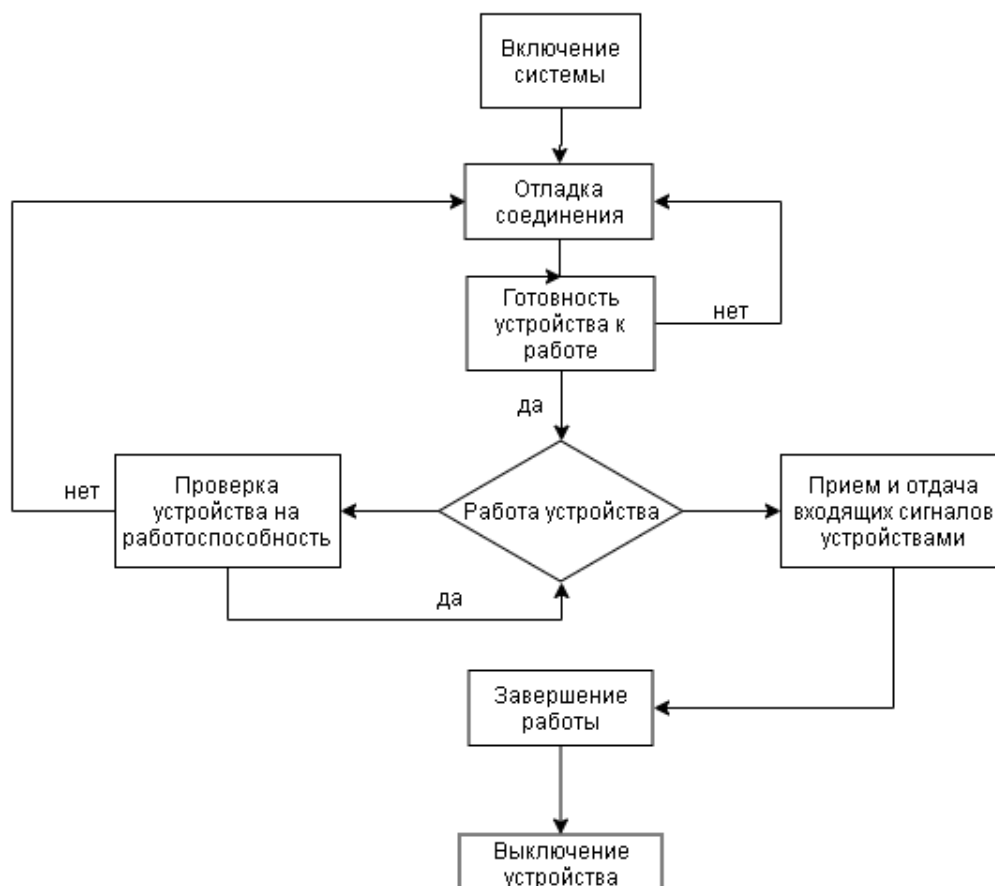 Включение
системы
Отладка
соединения
Готовность
устройства к
работе
нет
да
нет
Проверка
устройства на
работоспособность
Работа устройства
Прием и отдача
входящих сигналов
устройствами
да
Завершение
работы
Выключение
устройства